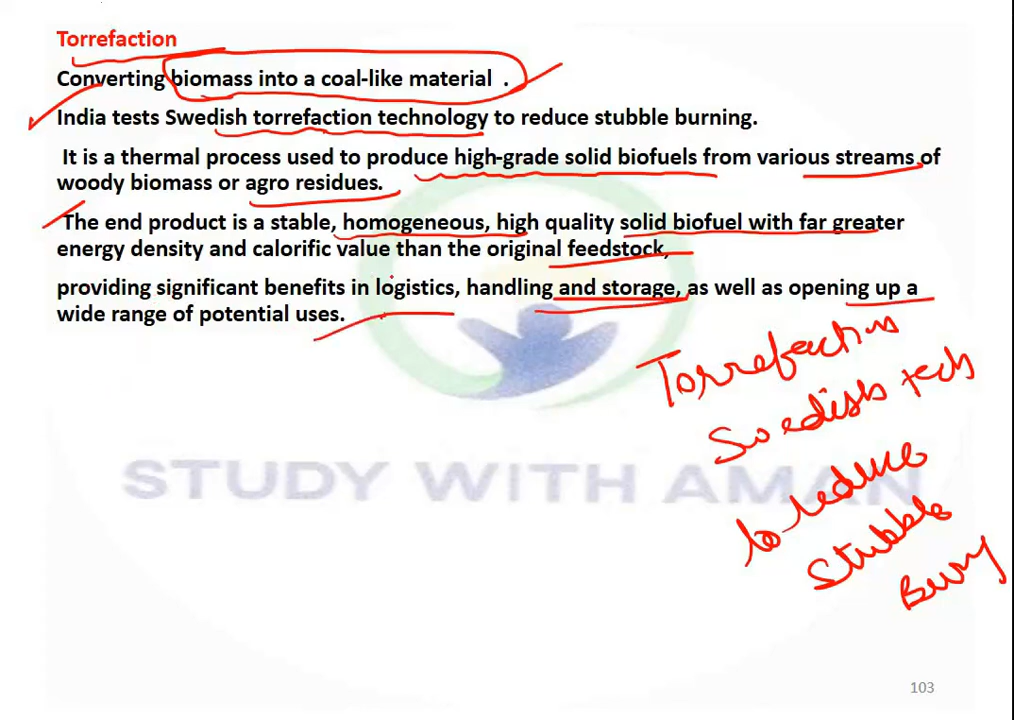 Torrefaction
Converting biomass into a coal-like material .
India tests Swedish torrefaction technology to reduce stubble burning.
It is a thermal process used to produce high-grade solid biofuels from various streams of
woody biomass or agro residues.
The end product is a stable, homogeneous, high quality solid biofuel with far greater
energy density and calorific value than the original feedstock,
providing significant benefits in logistics, handling and storage, as well as opening up a
wide range of potential uses.
Torrefaction
Swedish tech
to reduce
Stubble
STUDY WITH AMAN
103